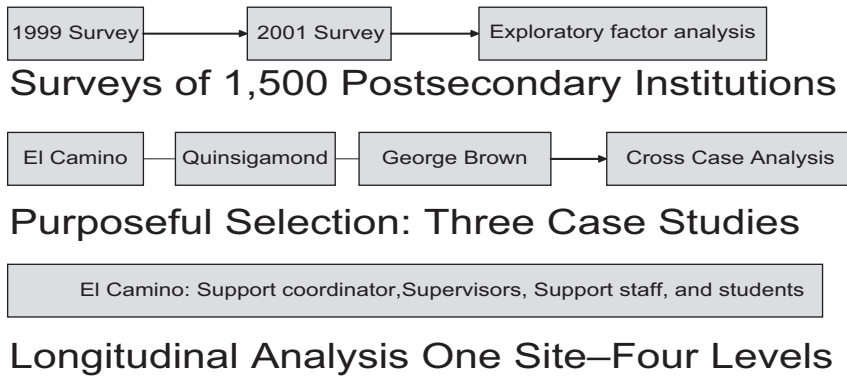 1999 Survey 2001 Survey Exploratory factor analysis
Surveys of 1,500 Postsecondary Institutions
El Camino Quinsigamond George Brown Cross Case Analysis
Purposeful Selection: Three Case Studies
El Camino: Support coordinator,Supervisors, Support staff, and students
Longitudinal Analysis One Site–Four Levels